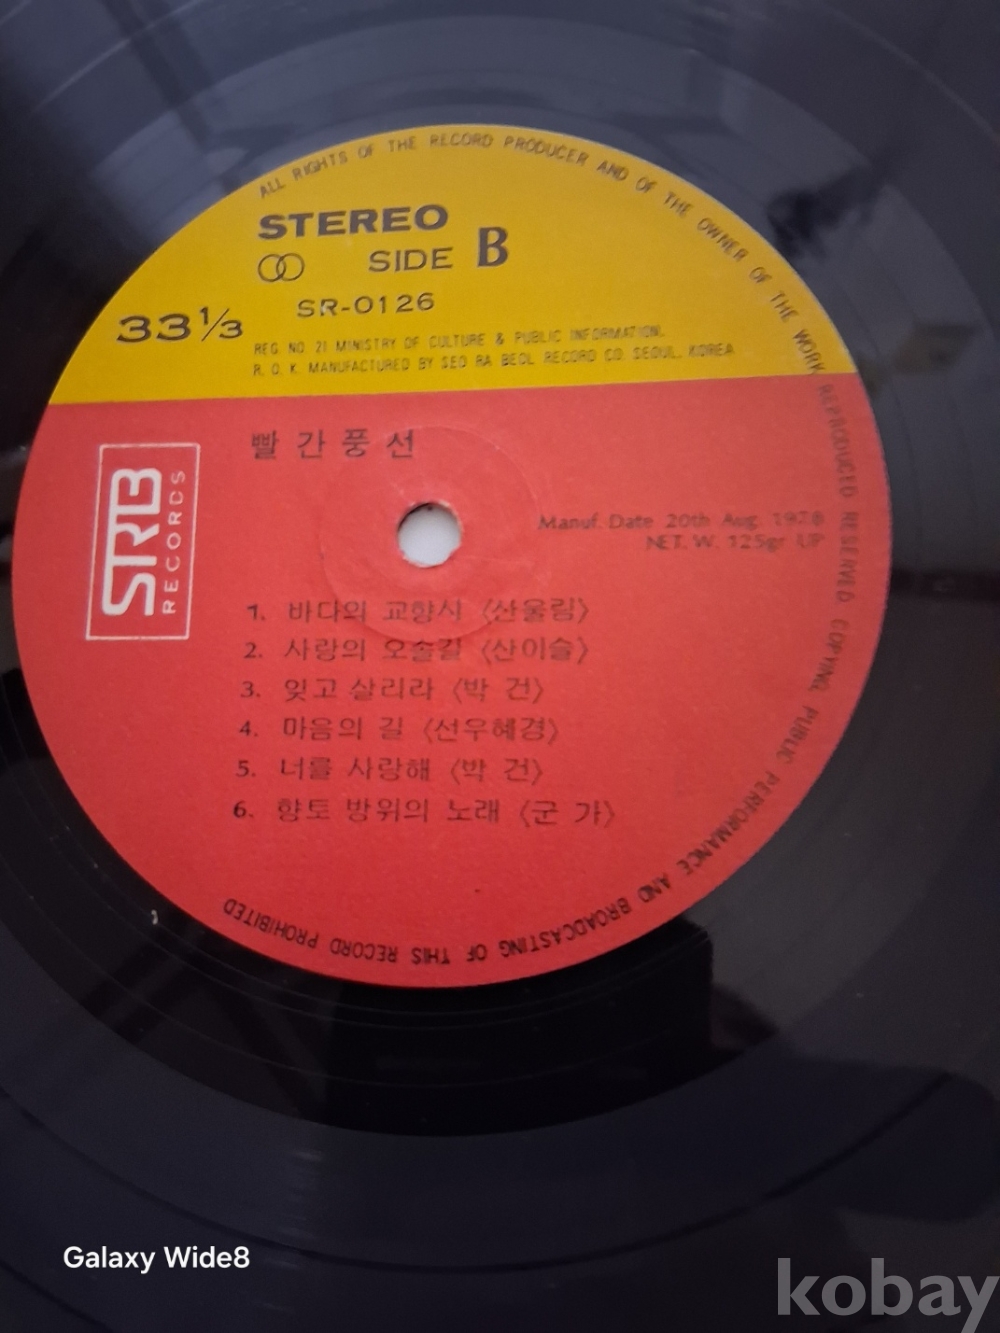 ALL RIGHTS OF THE RECORD PRODUCER AND OF THE OWNER OF THE WORK REPRODUCED RESERVED. COPYING, PUBLIC PERFORMANCE AND BROADCASTING OF THIS RECORD PROHIBITED
STEREO
SIDE B
SR-0126
33⅓
REG. NO. 21 MINISTRY OF CULTURE & PUBLIC INFORMATION.
R. O. K. MANUFACTURED BY SEO RA BEOL RECORD CO. SEOUL. KOREA
빨간풍선
SRB
RECORDS
Manuf. Date 20th Aug. 1978
NET. W. 125gr UP
1. 바다의 교향시 〈산울림〉
2. 사랑의 오솔길 〈산이슬〉
3. 잊고 살리라 〈박 건〉
4. 마음의 길 〈선우혜경〉
5. 너를 사랑해 〈박 건〉
6. 향토 방위의 노래 〈군 가〉
Galaxy Wide8
kobay